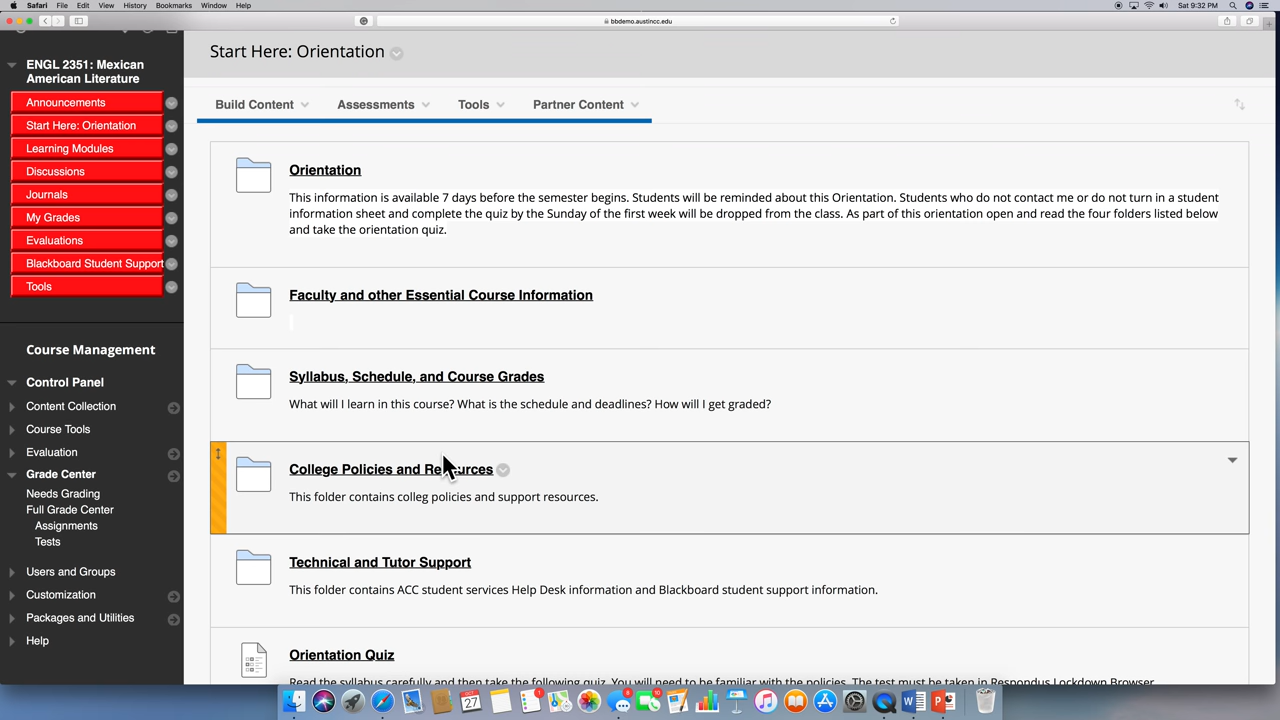 Safari File Edit View History Bookmarks Window Help
Sat 9:32 PM
bbdemo.austincc.edu
ENGL 2351: Mexican
American Literature
Announcements
Start Here: Orientation
Learning Modules
Discussions
Journals
My Grades
Evaluations
Blackboard Student Support
Tools
Course Management
Control Panel
Content Collection
Course Tools
Evaluation
Grade Center
Needs Grading
Full Grade Center
Assignments
Tests
Users and Groups
Customization
Packages and Utilities
Help
Start Here: Orientation
Build Content Assessments Tools Partner Content
Orientation
This information is available 7 days before the semester begins. Students will be reminded about this Orientation. Students who do not contact me or do not turn in a student
information sheet and complete the quiz by the Sunday of the first week will be dropped from the class. As part of this orientation open and read the four folders listed below
and take the orientation quiz.
Faculty and other Essential Course Information
Syllabus, Schedule, and Course Grades
What will I learn in this course? What is the schedule and deadlines? How will I get graded?
College Policies and Resources
This folder contains colleg policies and support resources.
Technical and Tutor Support
This folder contains ACC student services Help Desk information and Blackboard student support information.
Orientation Quiz
Read the syllabus carefully and then take the following quiz. You will need to be familiar with the policies. The test must be taken in Respondus Lockdown Browser
OCT
27